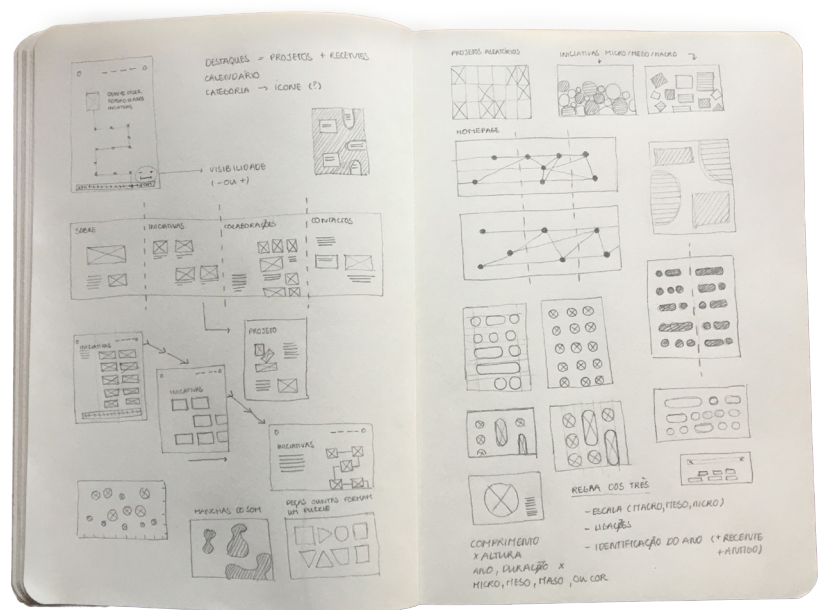 DESTAQUES = PROJETOS + RECENTES
CALENDÁRIO
CATEGORIA → ÍCONE (?)
VISIBILIDADE
(- OU +)
SOBRE
INICIATIVAS
COLABORAÇÕES
CONTACTOS
INICIATIVAS
PROJETO
INICIATIVAS
INICIATIVAS
MANCHAS DE SOM
PEÇAS QUANTAS FORMAM
UM PUZZLE
PROJETOS ALEATÓRIOS
INICIATIVAS MICRO/MESO/MACRO
HOMEPAGE
REGRA DOS TRÊS
- ESCALA (MACRO, MESO, MICRO)
- LIGAÇÕES
- IDENTIFICAÇÃO DO ANO (+ RECENTE
+ ANTIGO)
COMPRIMENTO
X ALTURA
ANO, DURAÇÃO X
MICRO, MESO, MASO, OU COR